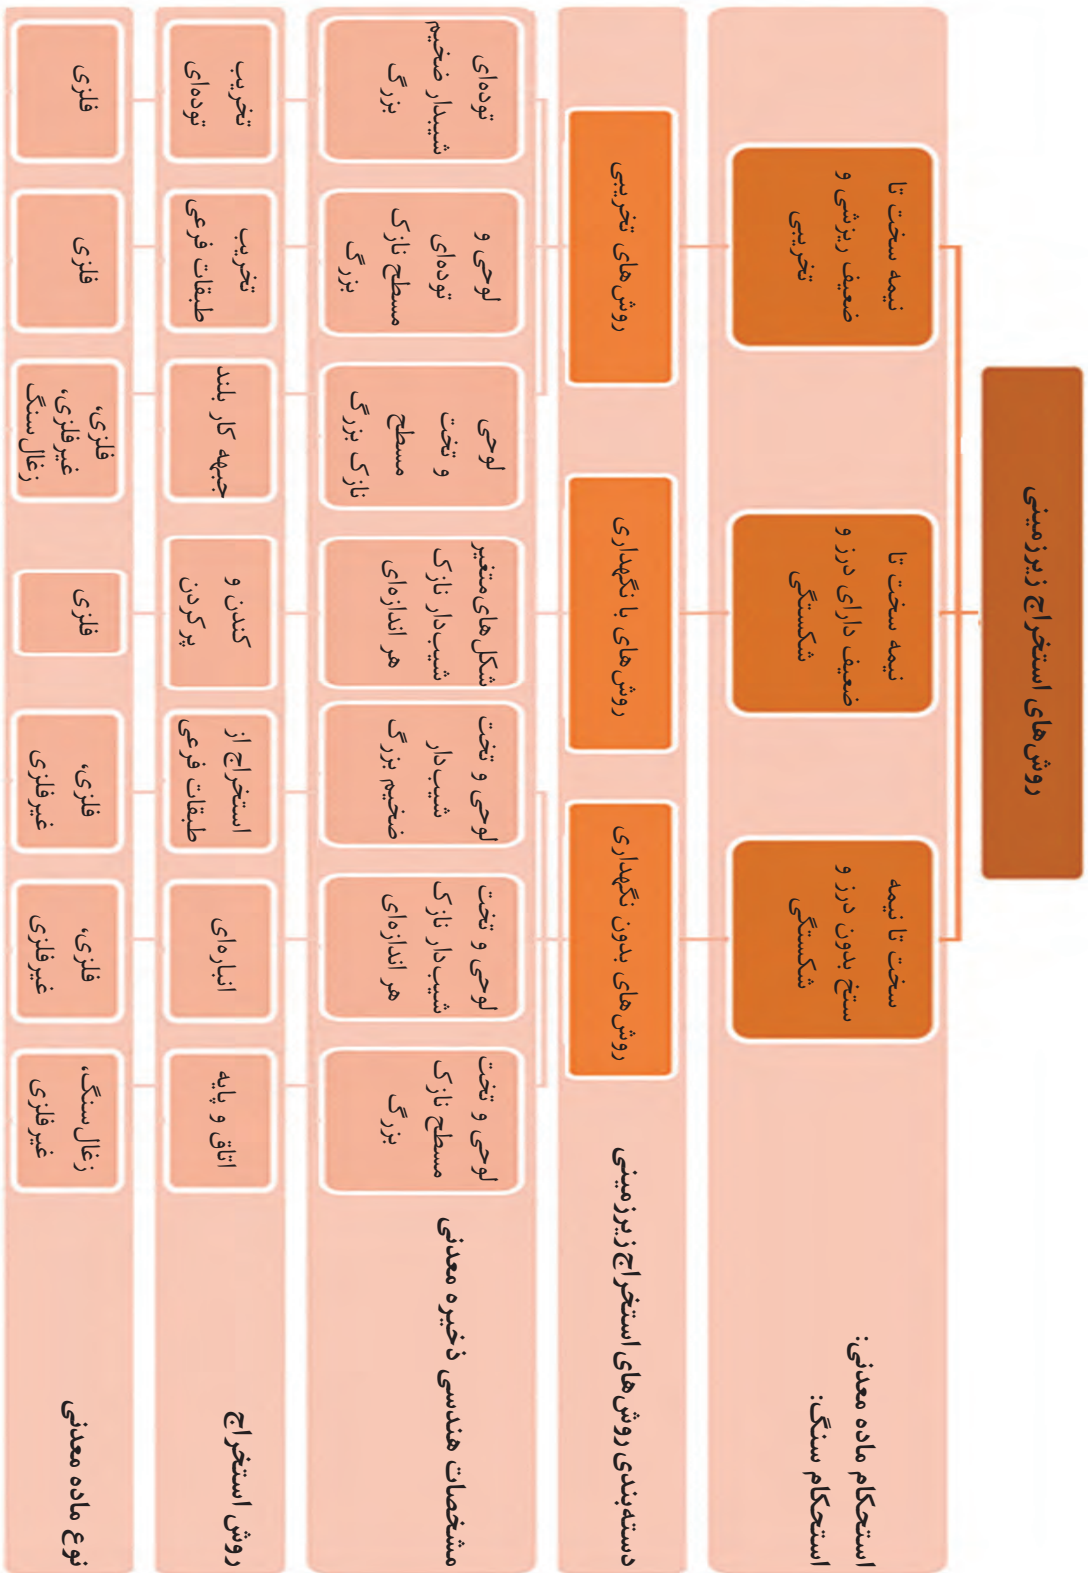 روش‌های استخراج زیرزمینی
استحکام ماده معدنی:
استحکام سنگ:
سخت تا نیمه
ستخ بدون درز و
شکستگی
نیمه سخت تا
ضعیف دارای درز و
شکستگی
نیمه سخت تا
ضعیف ریزشی و
تخریبی
دسته‌بندی روش‌های استخراج زیرزمینی
روش‌های بدون نگهداری
روش‌های با نگهداری
روش‌های تخریبی
مشخصات هندسی ذخیره معدنی
لوحی و تخت
مسطح نازک
بزرگ
لوحی و تخت
شیب‌دار نازک
هر اندازه‌ای
لوحی و تخت
شیب‌دار
ضخیم بزرگ
شکل‌های متغیر
شیب‌دار نازک
هر اندازه‌ای
لوحی
و تخت
مسطح
نازک بزرگ
لوحی و
توده‌ای
مسطح نازک
بزرگ
توده‌ای
شیبدار ضخیم
بزرگ
روش استخراج
اتاق و پایه
انباره‌ای
استخراج از
طبقات فرعی
کندن و
پرکردن
جبهه کار بلند
تخریب
طبقات فرعی
تخریب
توده‌ای
نوع ماده معدنی
زغال سنگ،
غیرفلزی
فلزی،
غیرفلزی
فلزی،
غیرفلزی
فلزی
فلزی،
غیرفلزی،
زغال سنگ
فلزی
فلزی